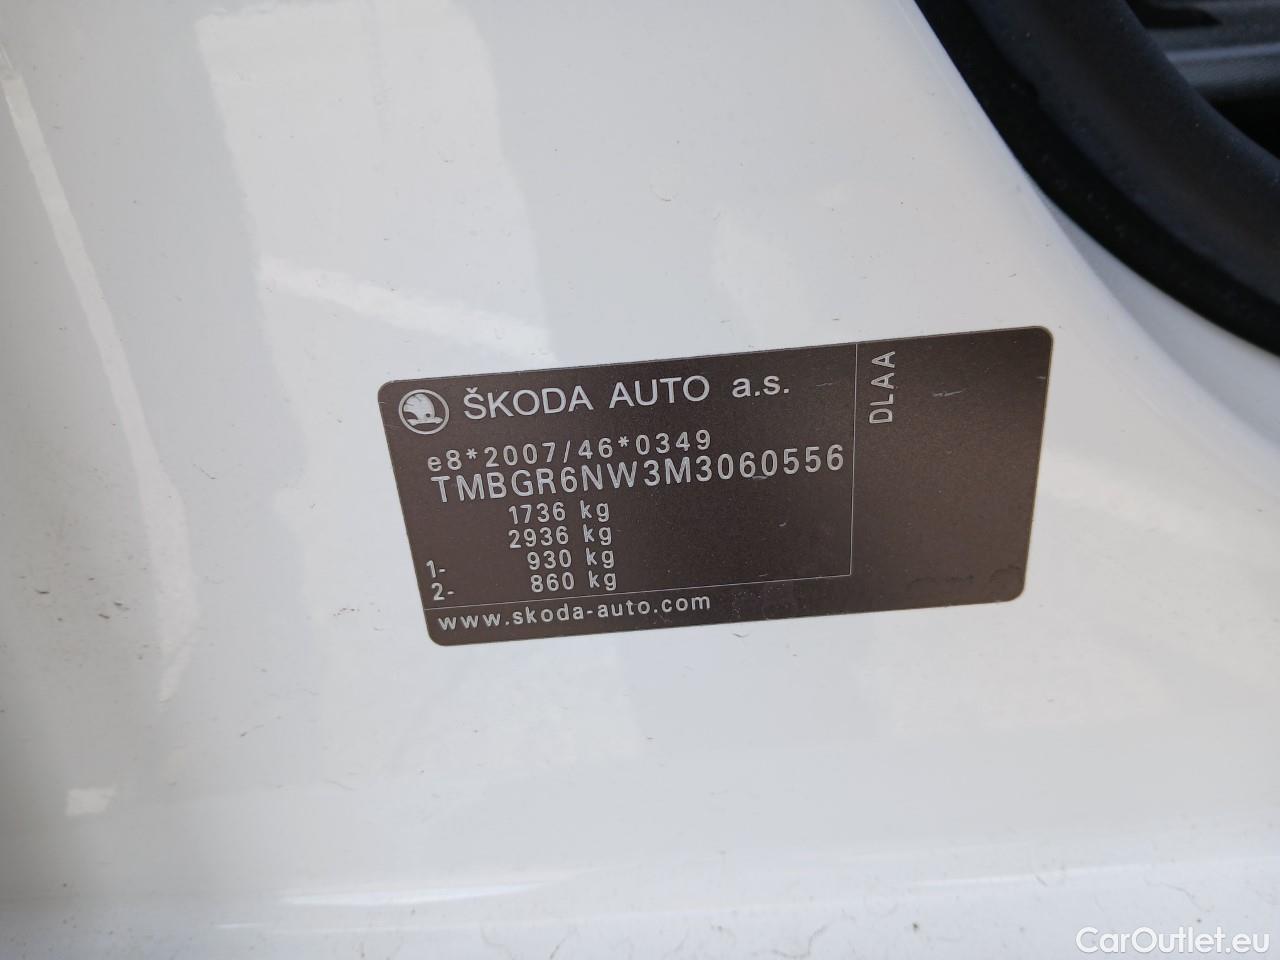 ŠKODA AUTO a.s.
e8*2007/46*0349
TMBGR6NW3M3060556
1736 kg
2936 kg
1- 930 kg
2- 860 kg
www.skoda-auto.com
DLAA
CarOutlet.eu